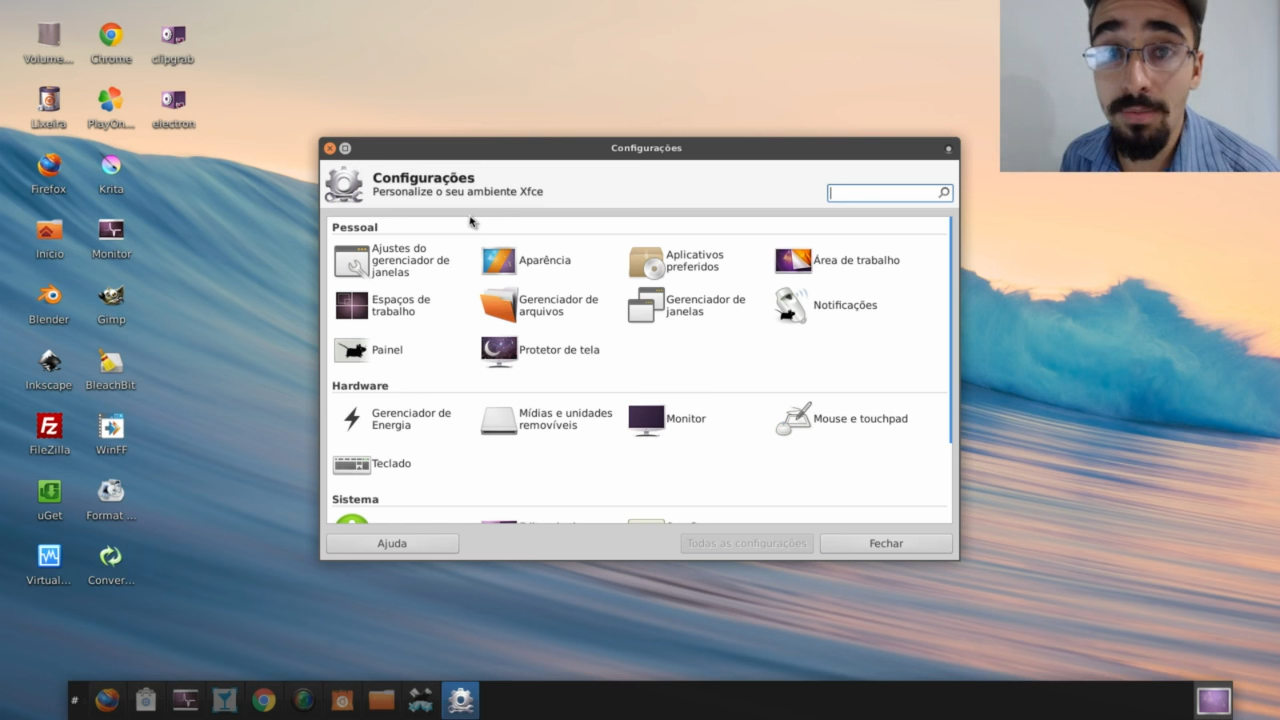 Volume...
Chrome
clipgrab
Lixeira
PlayOn...
electron
Firefox
Krita
Início
Monitor
Blender
Gimp
Inkscape
BleachBit
FileZilla
WinFF
uGet
Format ...
Virtual...
Conver...
Configurações
Configurações
Personalize o seu ambiente Xfce
Pessoal
Ajustes do
gerenciador de
janelas
Aparência
Aplicativos
preferidos
Área de trabalho
Espaços de
trabalho
Gerenciador de
arquivos
Gerenciador de
janelas
Notificações
Painel
Protetor de tela
Hardware
Gerenciador de
Energia
Mídias e unidades
removíveis
Monitor
Mouse e touchpad
Teclado
Sistema
Ajuda
Todas as configurações
Fechar
#